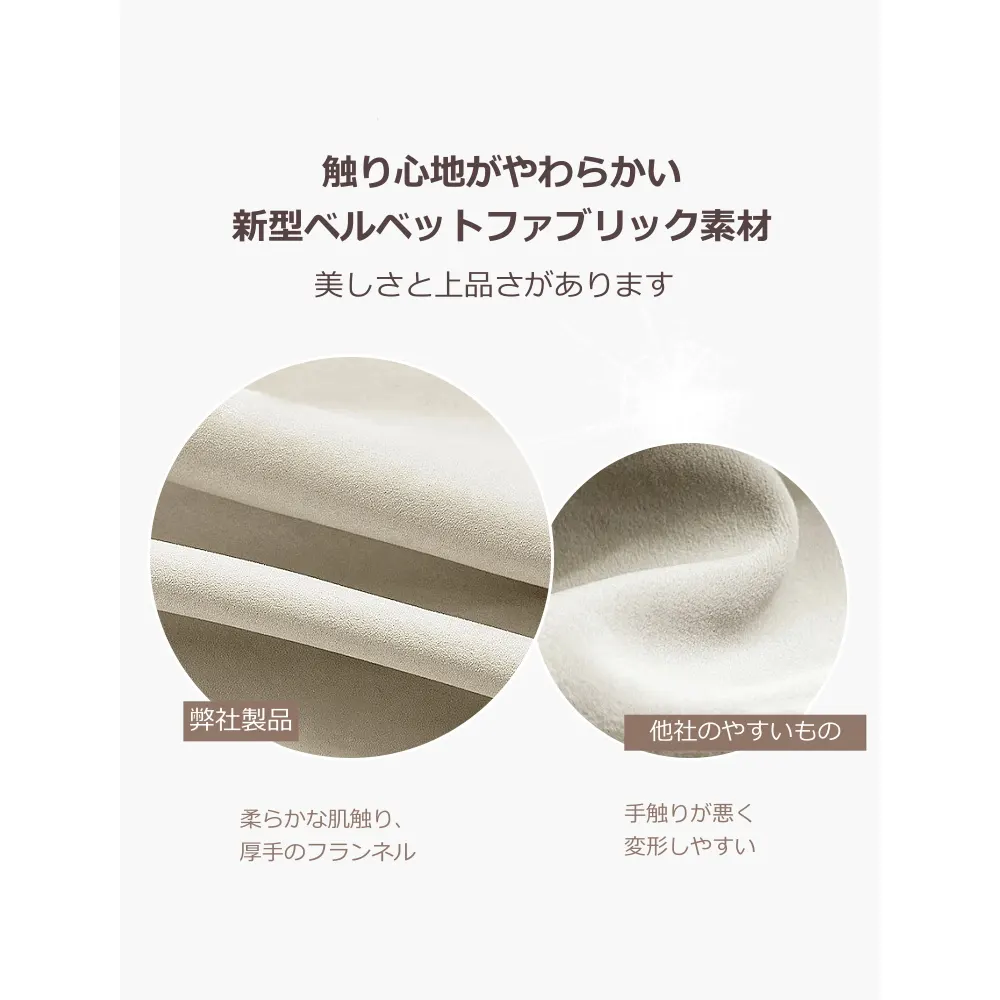 触り心地がやわらかい
新型ベルベットファブリック素材
美しさと上品さがあります
弊社製品
他社のやすいもの
柔らかな肌触り、
厚手のフランネル
手触りが悪く
変形しやすい